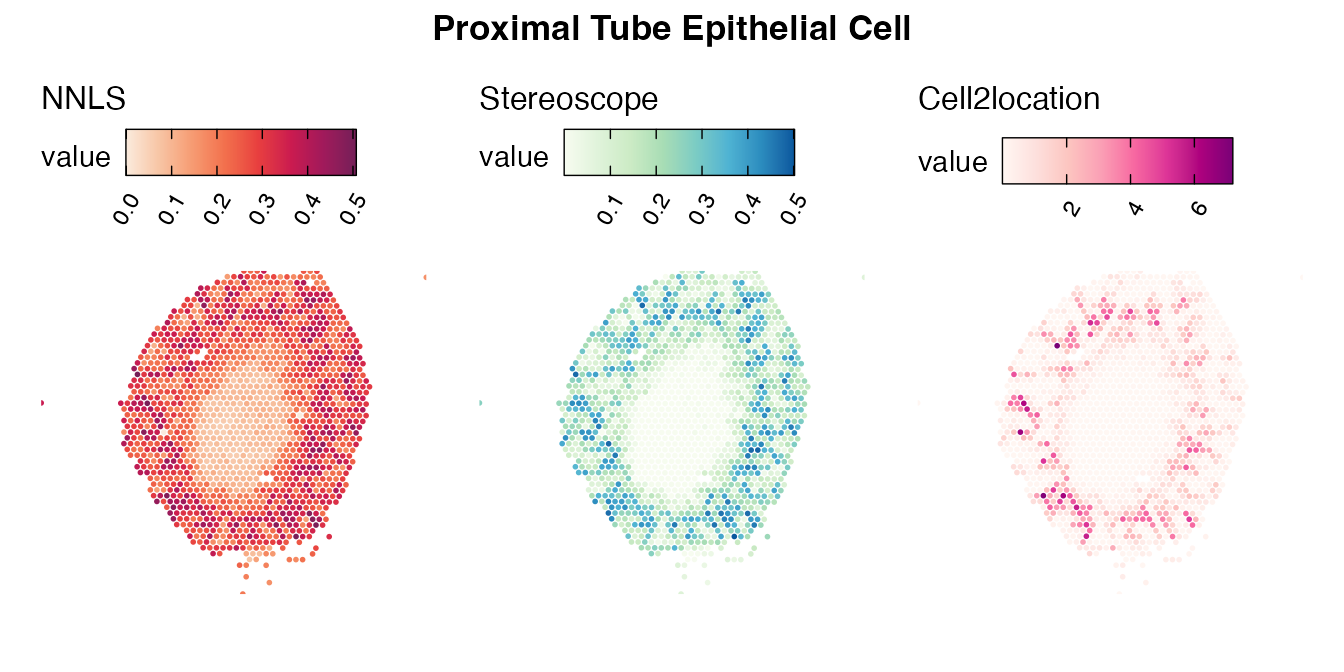 Proximal Tube Epithelial Cell
NNLS
value
0.0 0.1 0.2 0.3 0.4 0.5
Stereoscope
value
0.1 0.2 0.3 0.4 0.5
Cell2location
value
2 4 6